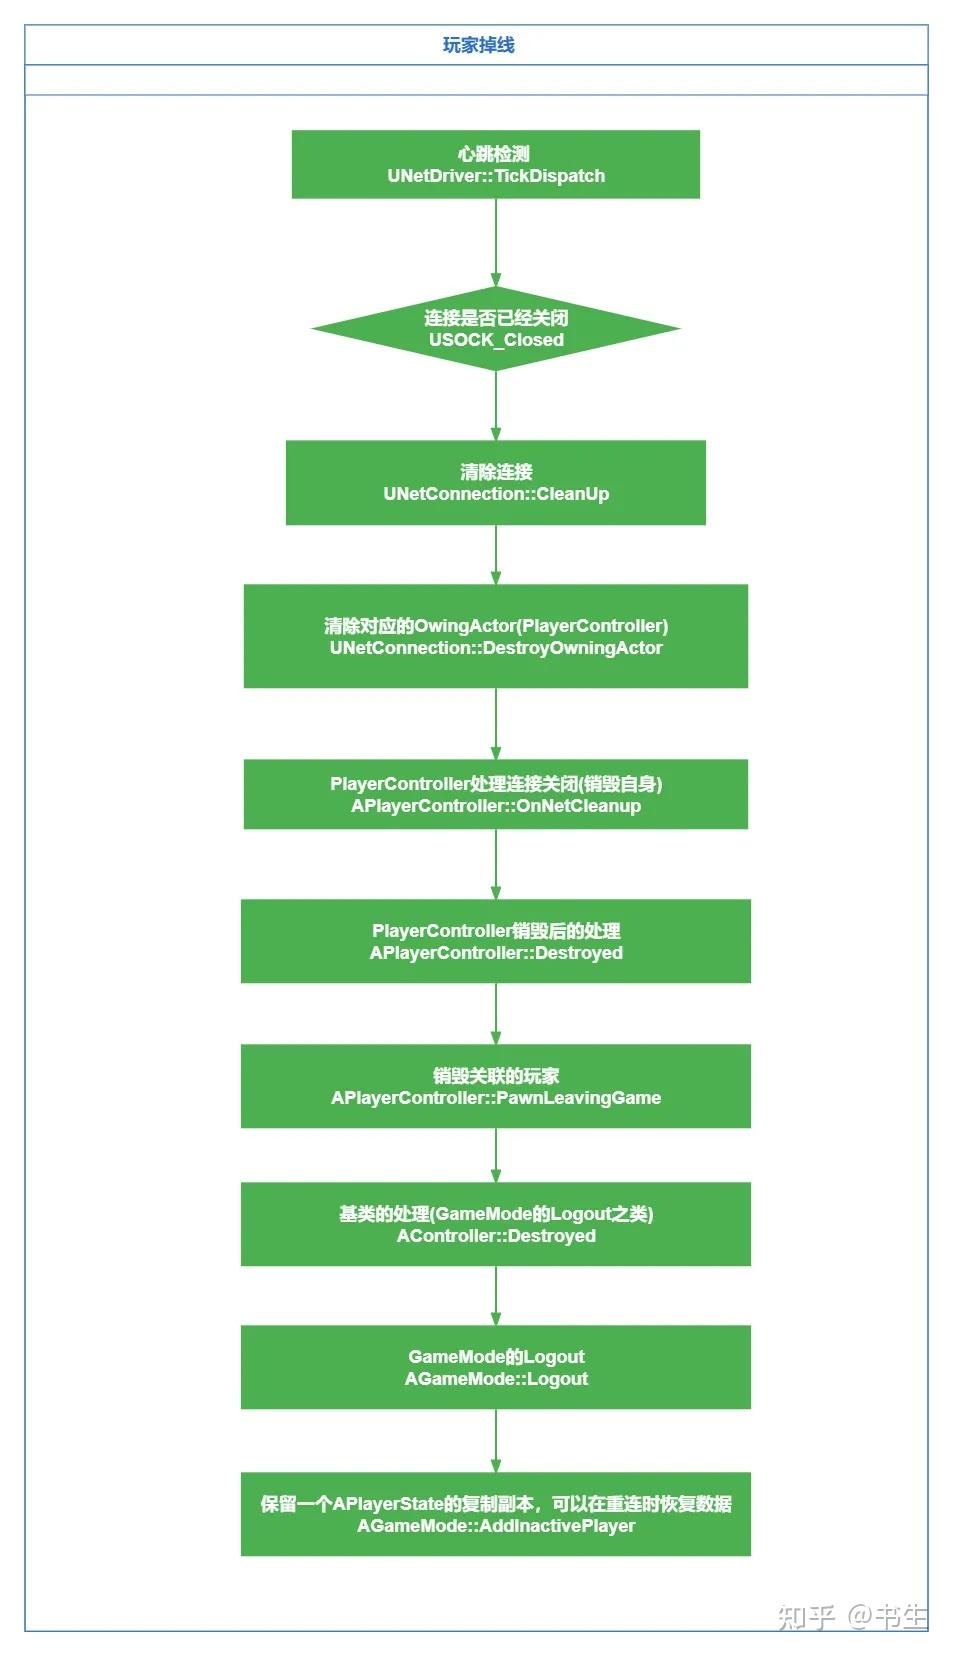 玩家掉线
心跳检测
UNetDriver::TickDispatch
连接是否已经关闭
USOCK_Closed
清除连接
UNetConnection::CleanUp
清除对应的OwingActor(PlayerController)
UNetConnection::DestroyOwningActor
PlayerController处理连接关闭(销毁自身)
APlayerController::OnNetCleanup
PlayerController销毁后的处理
APlayerController::Destroyed
销毁关联的玩家
APlayerController::PawnLeavingGame
基类的处理(GameMode的Logout之类)
AController::Destroyed
GameMode的Logout
AGameMode::Logout
保留一个APlayerState的复制副本，可以在重连时恢复数据
AGameMode::AddInactivePlayer
知乎 @书生